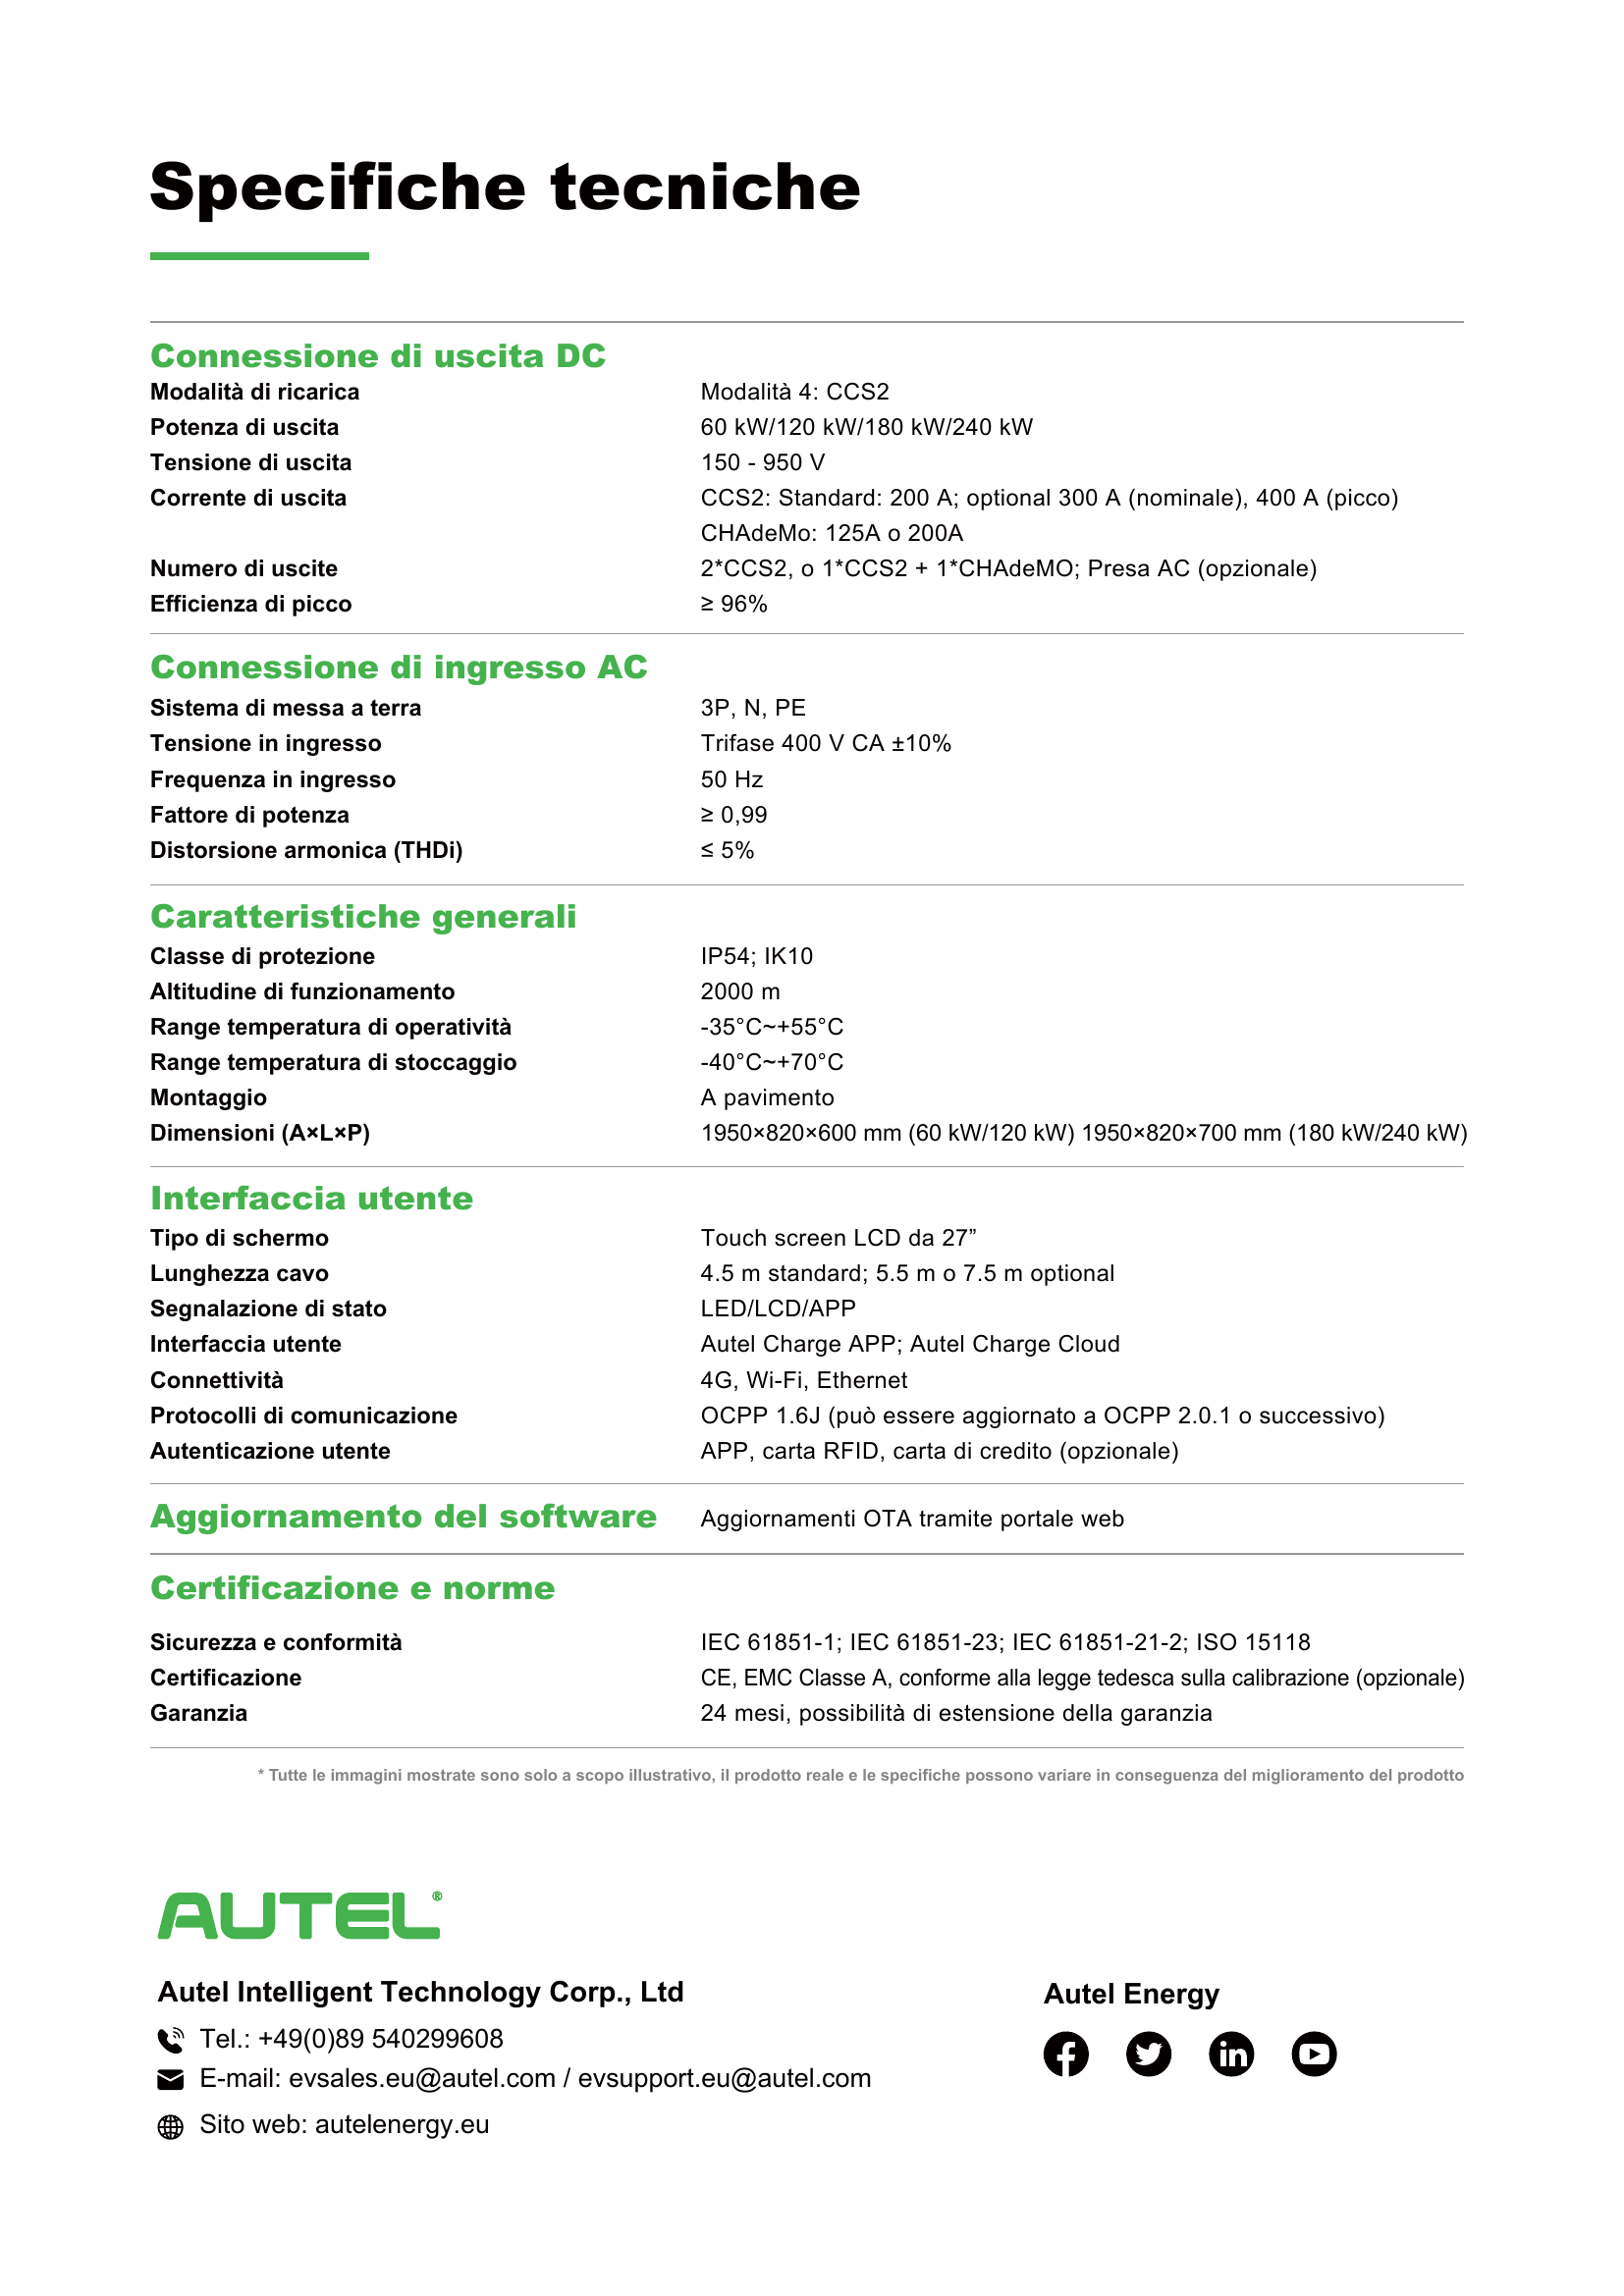 Specifiche tecniche
Connessione di uscita DC
Modalità di ricarica Modalità 4: CCS2
Potenza di uscita 60 kW/120 kW/180 kW/240 kW
Tensione di uscita 150 - 950 V
Corrente di uscita CCS2: Standard: 200 A; optional 300 A (nominale), 400 A (picco)
CHAdeMo: 125A o 200A
Numero di uscite 2*CCS2, o 1*CCS2 + 1*CHAdeMO; Presa AC (opzionale)
Efficienza di picco ≥ 96%
Connessione di ingresso AC
Sistema di messa a terra 3P, N, PE
Tensione in ingresso Trifase 400 V CA ±10%
Frequenza in ingresso 50 Hz
Fattore di potenza ≥ 0,99
Distorsione armonica (THDi) ≤ 5%
Caratteristiche generali
Classe di protezione IP54; IK10
Altitudine di funzionamento 2000 m
Range temperatura di operatività -35°C~+55°C
Range temperatura di stoccaggio -40°C~+70°C
Montaggio A pavimento
Dimensioni (A×L×P) 1950×820×600 mm (60 kW/120 kW) 1950×820×700 mm (180 kW/240 kW)
Interfaccia utente
Tipo di schermo Touch screen LCD da 27”
Lunghezza cavo 4.5 m standard; 5.5 m o 7.5 m optional
Segnalazione di stato LED/LCD/APP
Interfaccia utente Autel Charge APP; Autel Charge Cloud
Connettività 4G, Wi-Fi, Ethernet
Protocolli di comunicazione OCPP 1.6J (può essere aggiornato a OCPP 2.0.1 o successivo)
Autenticazione utente APP, carta RFID, carta di credito (opzionale)
Aggiornamento del software Aggiornamenti OTA tramite portale web
Certificazione e norme
Sicurezza e conformità IEC 61851-1; IEC 61851-23; IEC 61851-21-2; ISO 15118
Certificazione CE, EMC Classe A, conforme alla legge tedesca sulla calibrazione (opzionale)
Garanzia 24 mesi, possibilità di estensione della garanzia
* Tutte le immagini mostrate sono solo a scopo illustrativo, il prodotto reale e le specifiche possono variare in conseguenza del miglioramento del prodotto
AUTEL®
Autel Intelligent Technology Corp., Ltd
Tel.: +49(0)89 540299608
E-mail: evsales.eu@autel.com / evsupport.eu@autel.com
Sito web: autelenergy.eu
Autel Energy